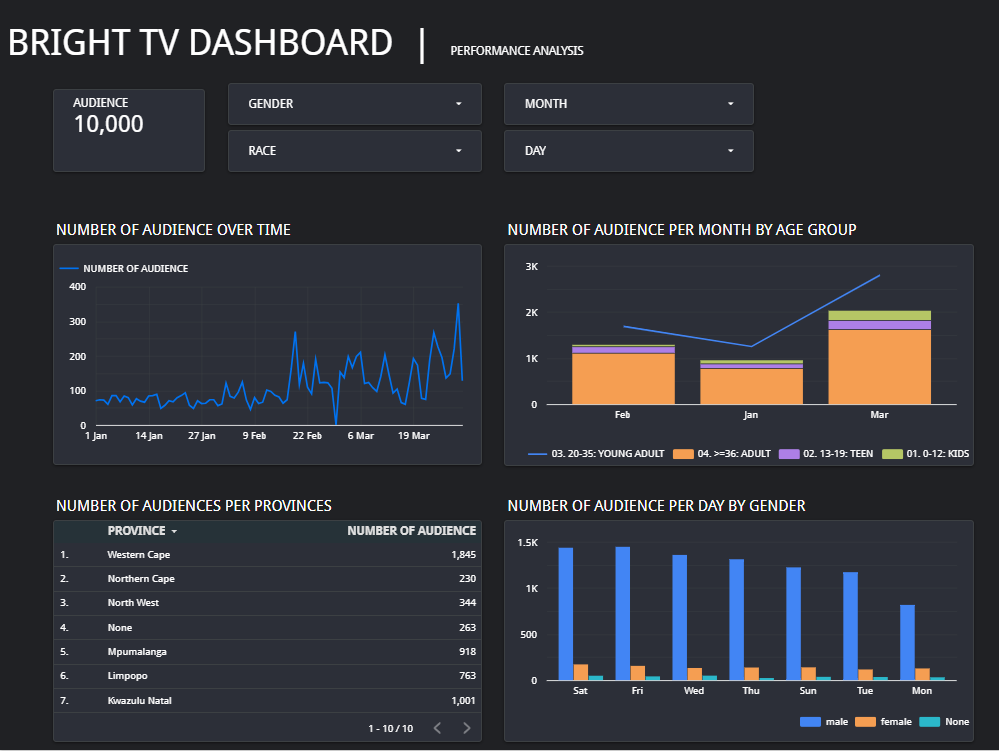 BRIGHT TV DASHBOARD | PERFORMANCE ANALYSIS
AUDIENCE
10,000
GENDER
MONTH
RACE
DAY
NUMBER OF AUDIENCE OVER TIME
NUMBER OF AUDIENCE
400
300
200
100
0
1 Jan 14 Jan 27 Jan 9 Feb 22 Feb 6 Mar 19 Mar
NUMBER OF AUDIENCE PER MONTH BY AGE GROUP
3K
2K
1K
0
Feb Jan Mar
03. 20-35: YOUNG ADULT 04. >=36: ADULT 02. 13-19: TEEN 01. 0-12: KIDS
NUMBER OF AUDIENCES PER PROVINCES
PROVINCE NUMBER OF AUDIENCE
1. Western Cape 1,845
2. Northern Cape 230
3. North West 344
4. None 263
5. Mpumalanga 918
6. Limpopo 763
7. Kwazulu Natal 1,001
1 - 10 / 10
NUMBER OF AUDIENCE PER DAY BY GENDER
1.5K
1K
500
0
Sat Fri Wed Thu Sun Tue Mon
male female None